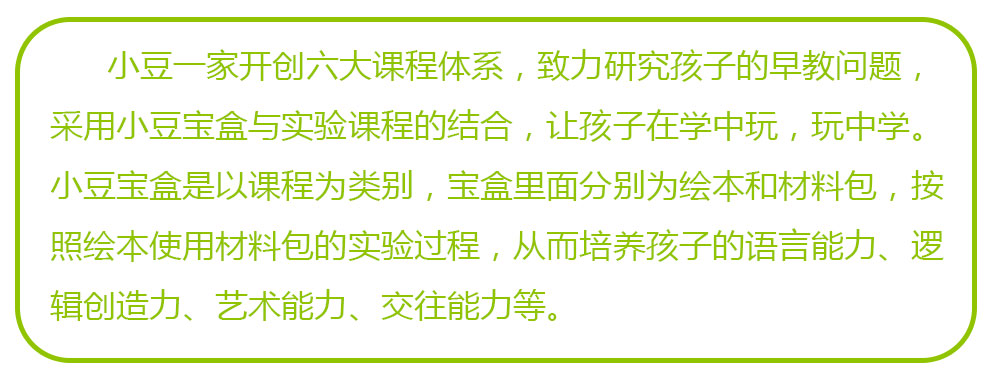 小豆一家开创六大课程体系，致力研究孩子的早教问题，
采用小豆宝盒与实验课程的结合，让孩子在学中玩，玩中学。
小豆宝盒是以课程为类别，宝盒里面分别为绘本和材料包，按
照绘本使用材料包的实验过程，从而培养孩子的语言能力、逻
辑创造力、艺术能力、交往能力等。